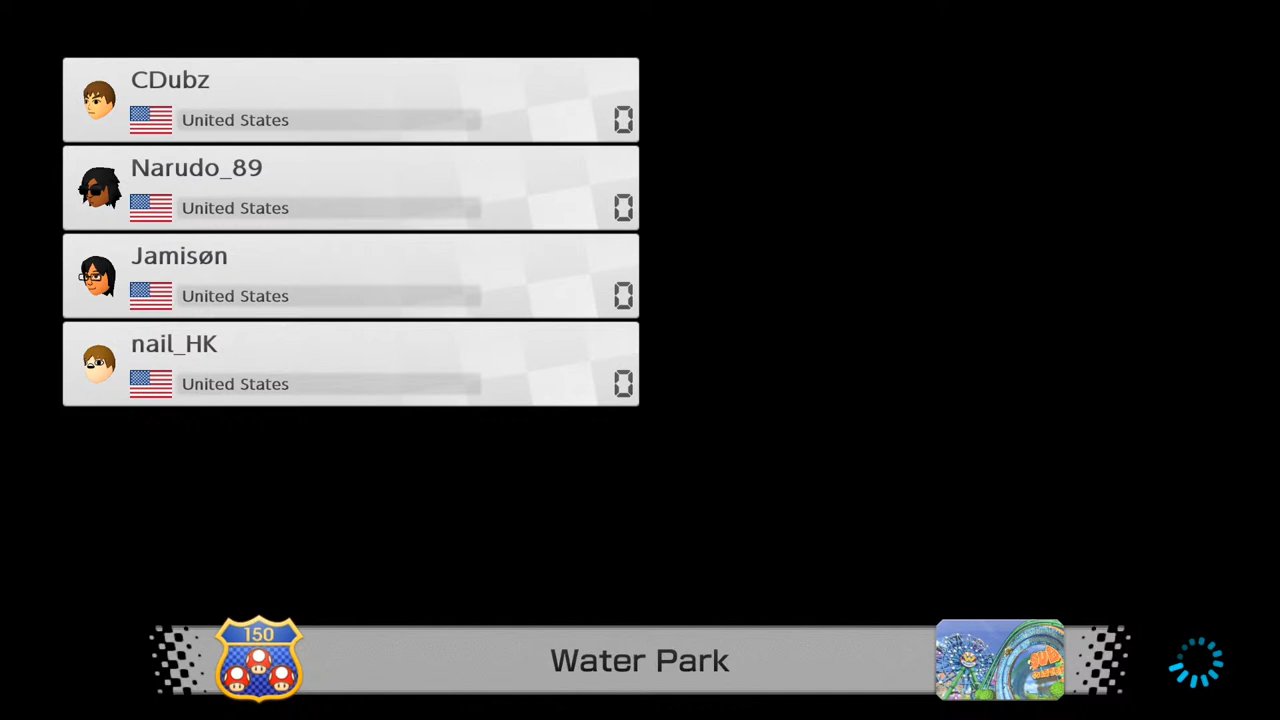 CDubz
United States
0
Narudo_89
United States
0
Jamisøn
United States
0
nail_HK
United States
0
150
Water Park